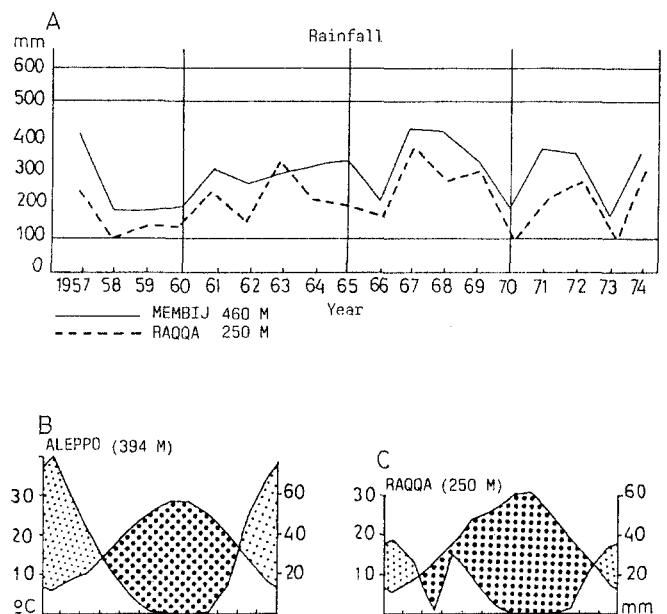 A
mm
Rainfall
600
500
400
300
200
100
0
1957 58 59 60 61 62 63 64 65 66 67 68 69 70 71 72 73 74
Year
MEMBIJ 460 M
RAQQA 250 M
B
ALEPPO (394 M)
30
20
10
ºC
60
40
20
C
RAQQA (250 M)
30
20
10
60
40
20
mm